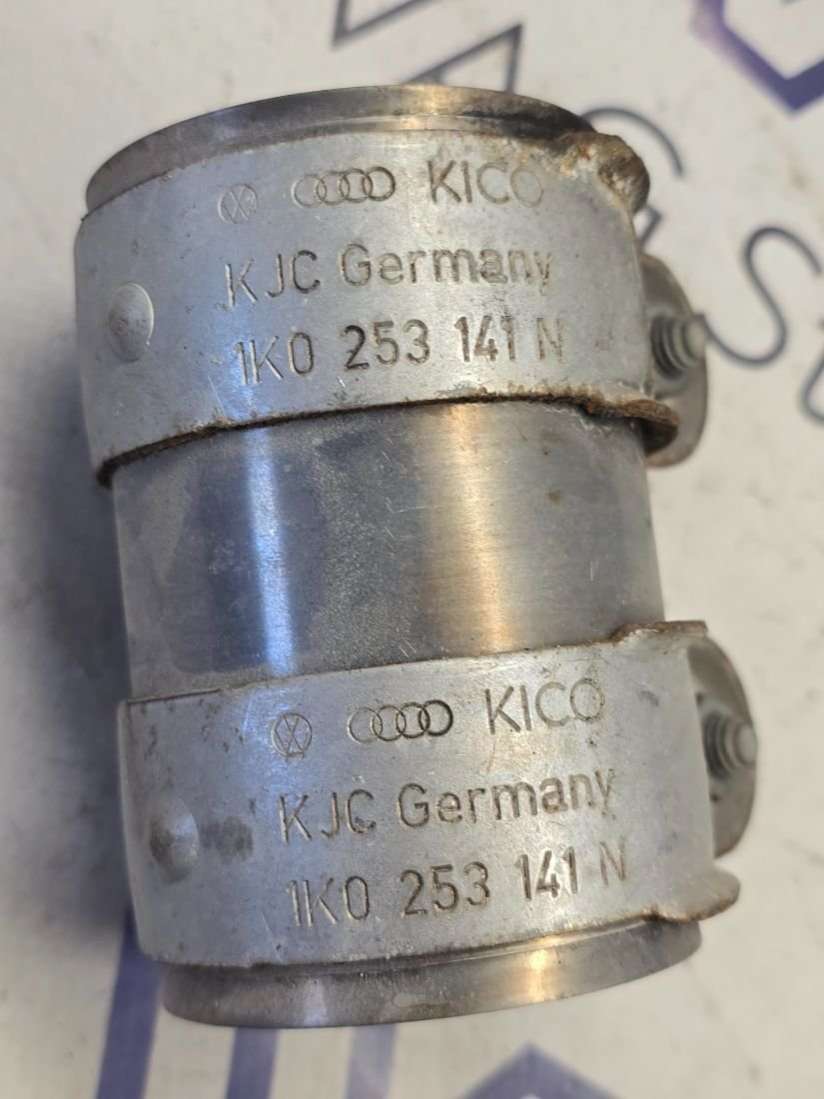 KICO
KJC Germany
1K0 253 141 N
KICO
KJC Germany
1K0 253 141 N